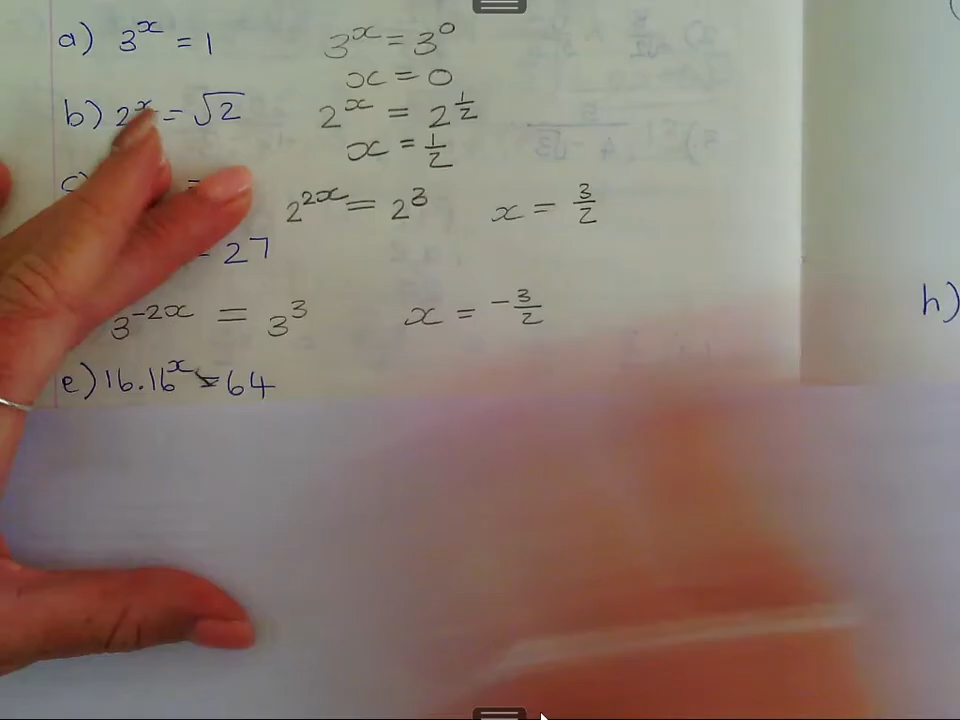 a) 3^x = 1 3^x = 3^0
x = 0
b) 2^x = √2 2^x = 2^{1/2}
x = 1/2
c) = 2^{2x} = 2^3 x = 3/2
= 27
3^{-2x} = 3^3 x = -3/2
h)
e) 16.16^x = 64